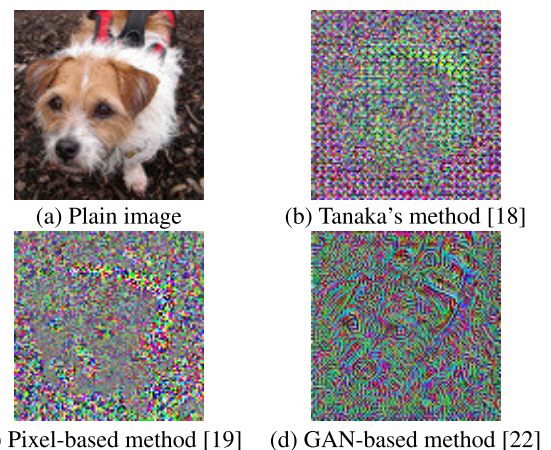 (a) Plain image
(b) Tanaka's method [18]
) Pixel-based method [19]
(d) GAN-based method [22]